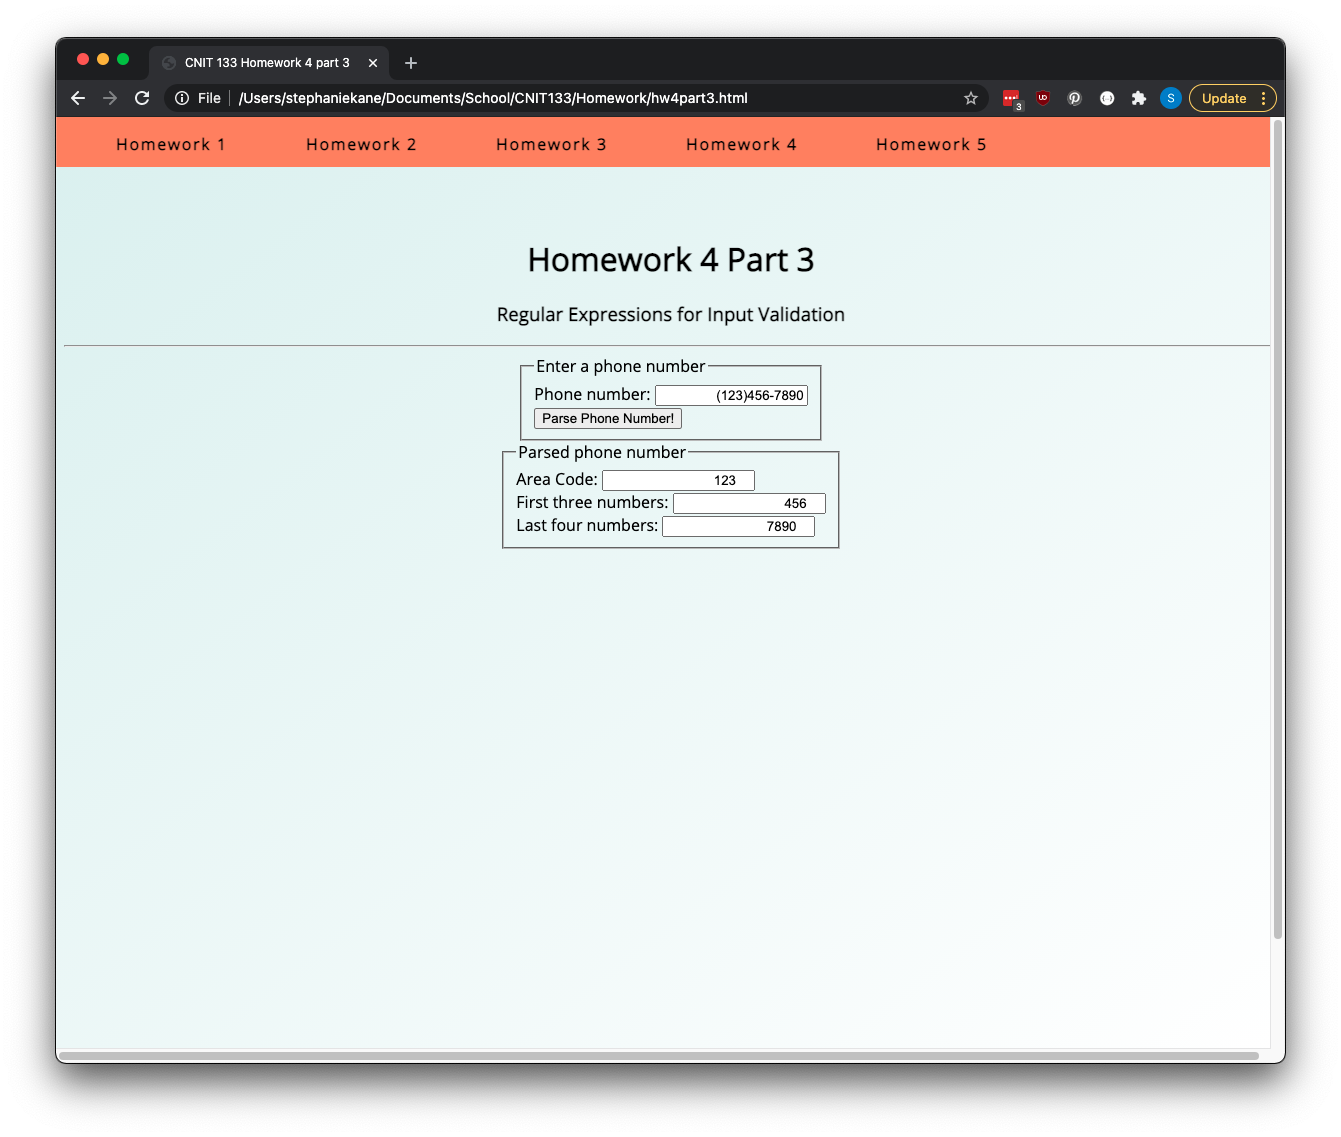 CNIT 133 Homework 4 part 3
File /Users/stephaniekane/Documents/School/CNIT133/Homework/hw4part3.html 3 UD S Update
Homework 1 Homework 2 Homework 3 Homework 4 Homework 5
Homework 4 Part 3
Regular Expressions for Input Validation
Enter a phone number
Phone number: (123)456-7890
Parse Phone Number!
Parsed phone number
Area Code: 123
First three numbers: 456
Last four numbers: 7890